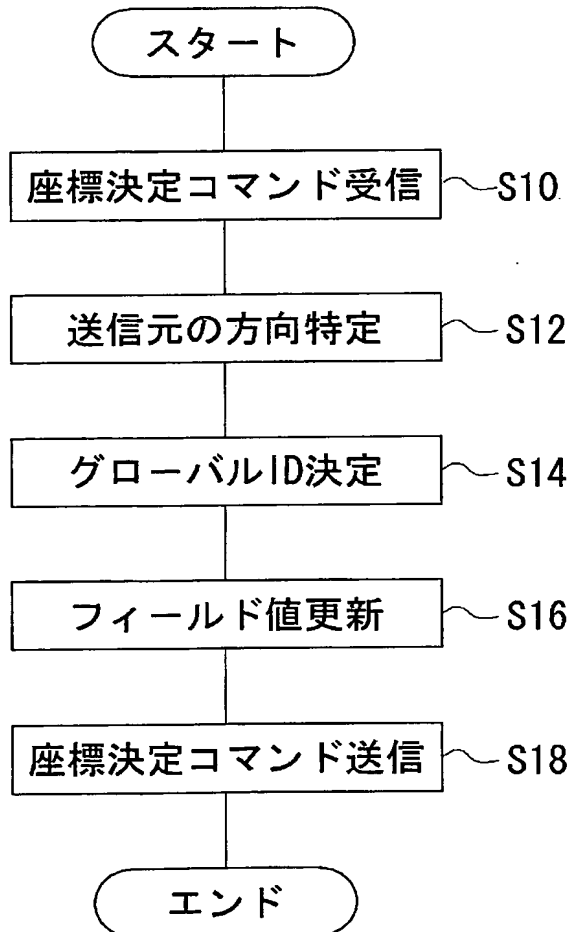 スタート
座標決定コマンド受信 S10
送信元の方向特定 S12
グローバルID決定 S14
フィールド値更新 S16
座標決定コマンド送信 S18
エンド